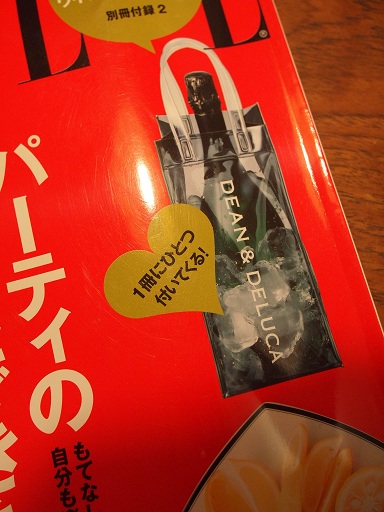 別冊付録2
®
DEAN & DELUCA
1冊にひとつ
付いてくる!
パーティの
もてなし
自分も